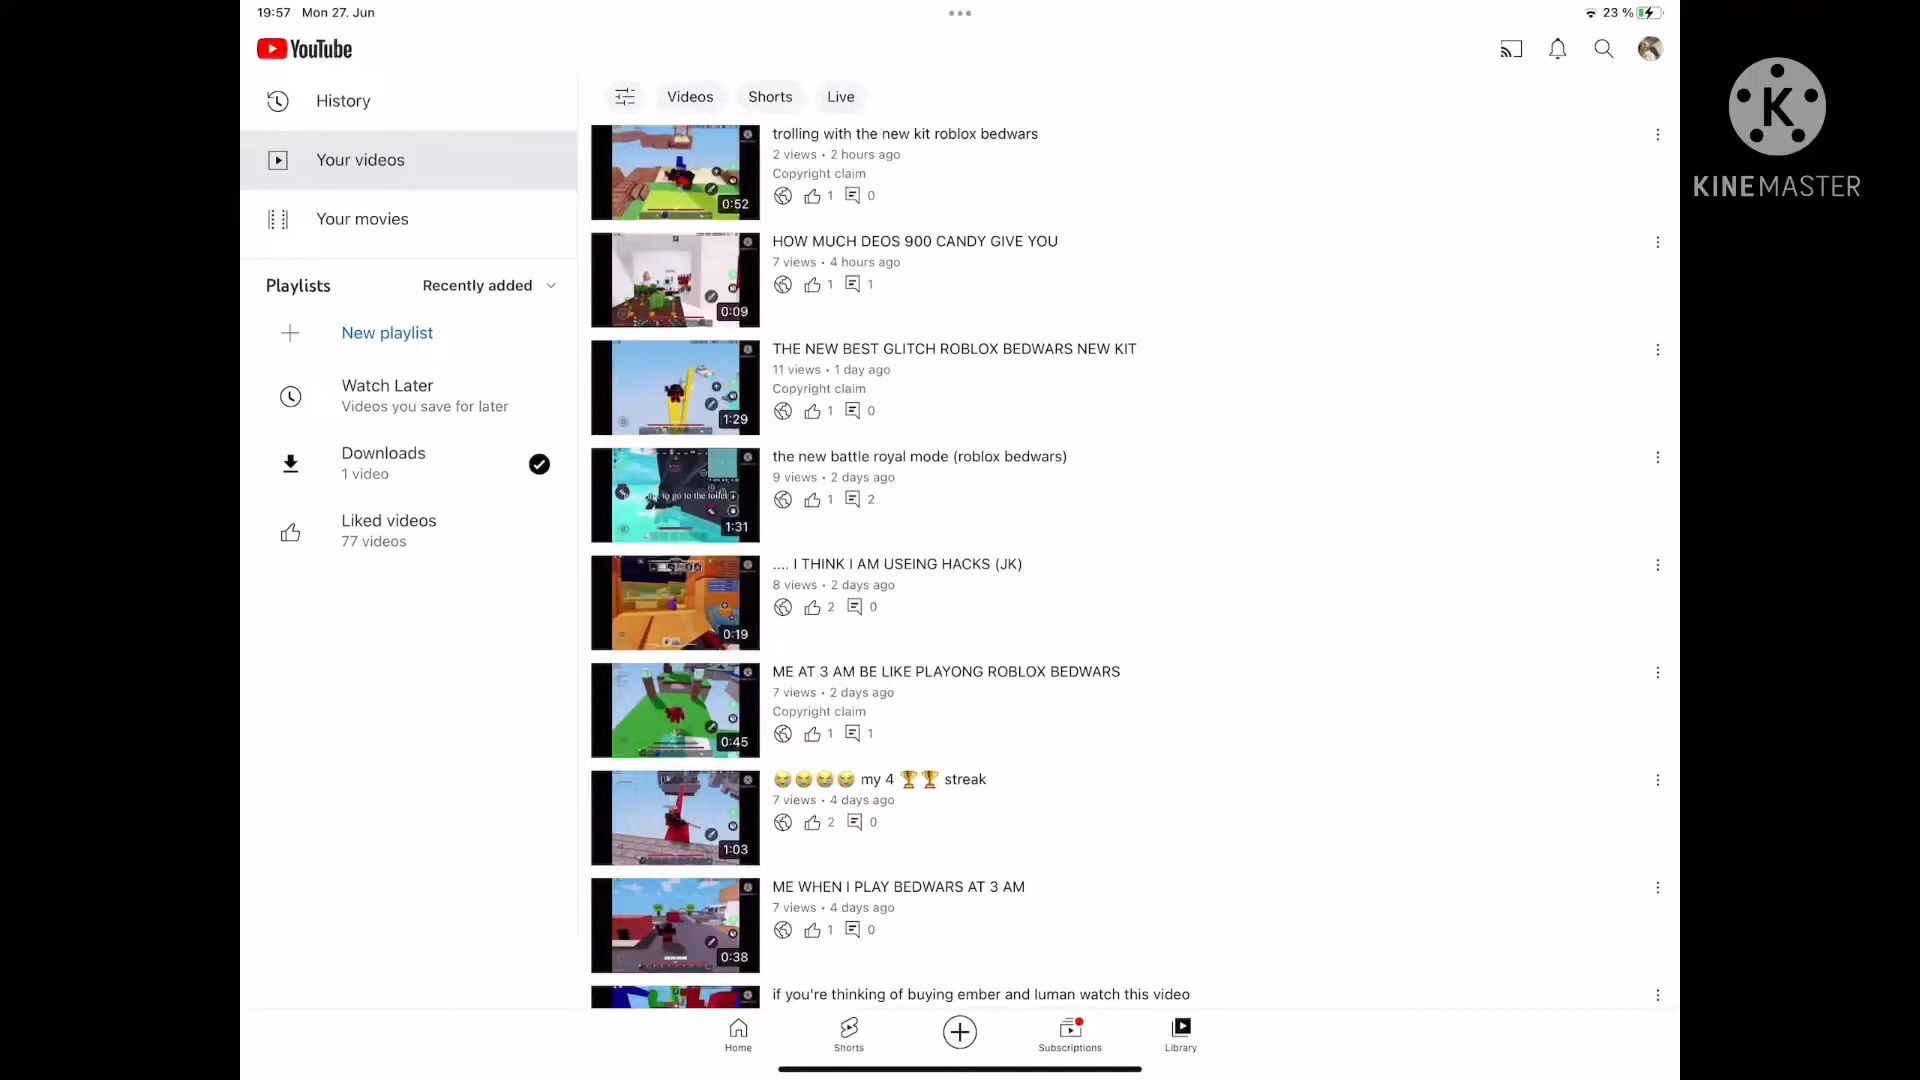 19:57 Mon 27. Jun
23 %
YouTube
History
Your videos
Your movies
Playlists
Recently added
New playlist
Watch Later
Videos you save for later
Downloads
1 video
Liked videos
77 videos
Videos
Shorts
Live
trolling with the new kit roblox bedwars
2 views • 2 hours ago
Copyright claim
1 0
0:52
HOW MUCH DEOS 900 CANDY GIVE YOU
7 views • 4 hours ago
1 1
0:09
THE NEW BEST GLITCH ROBLOX BEDWARS NEW KIT
11 views • 1 day ago
Copyright claim
1 0
1:29
the new battle royal mode (roblox bedwars)
9 views • 2 days ago
1 2
to go to the toilet
1:31
.... I THINK I AM USEING HACKS (JK)
8 views • 2 days ago
2 0
0:19
ME AT 3 AM BE LIKE PLAYONG ROBLOX BEDWARS
7 views • 2 days ago
Copyright claim
1 1
0:45
😭😭😭😭 my 4 🏆🏆 streak
7 views • 4 days ago
2 0
1:03
ME WHEN I PLAY BEDWARS AT 3 AM
7 views • 4 days ago
1 0
0:38
if you're thinking of buying ember and luman watch this video
Home
Shorts
Subscriptions
Library
K
KINEMASTER